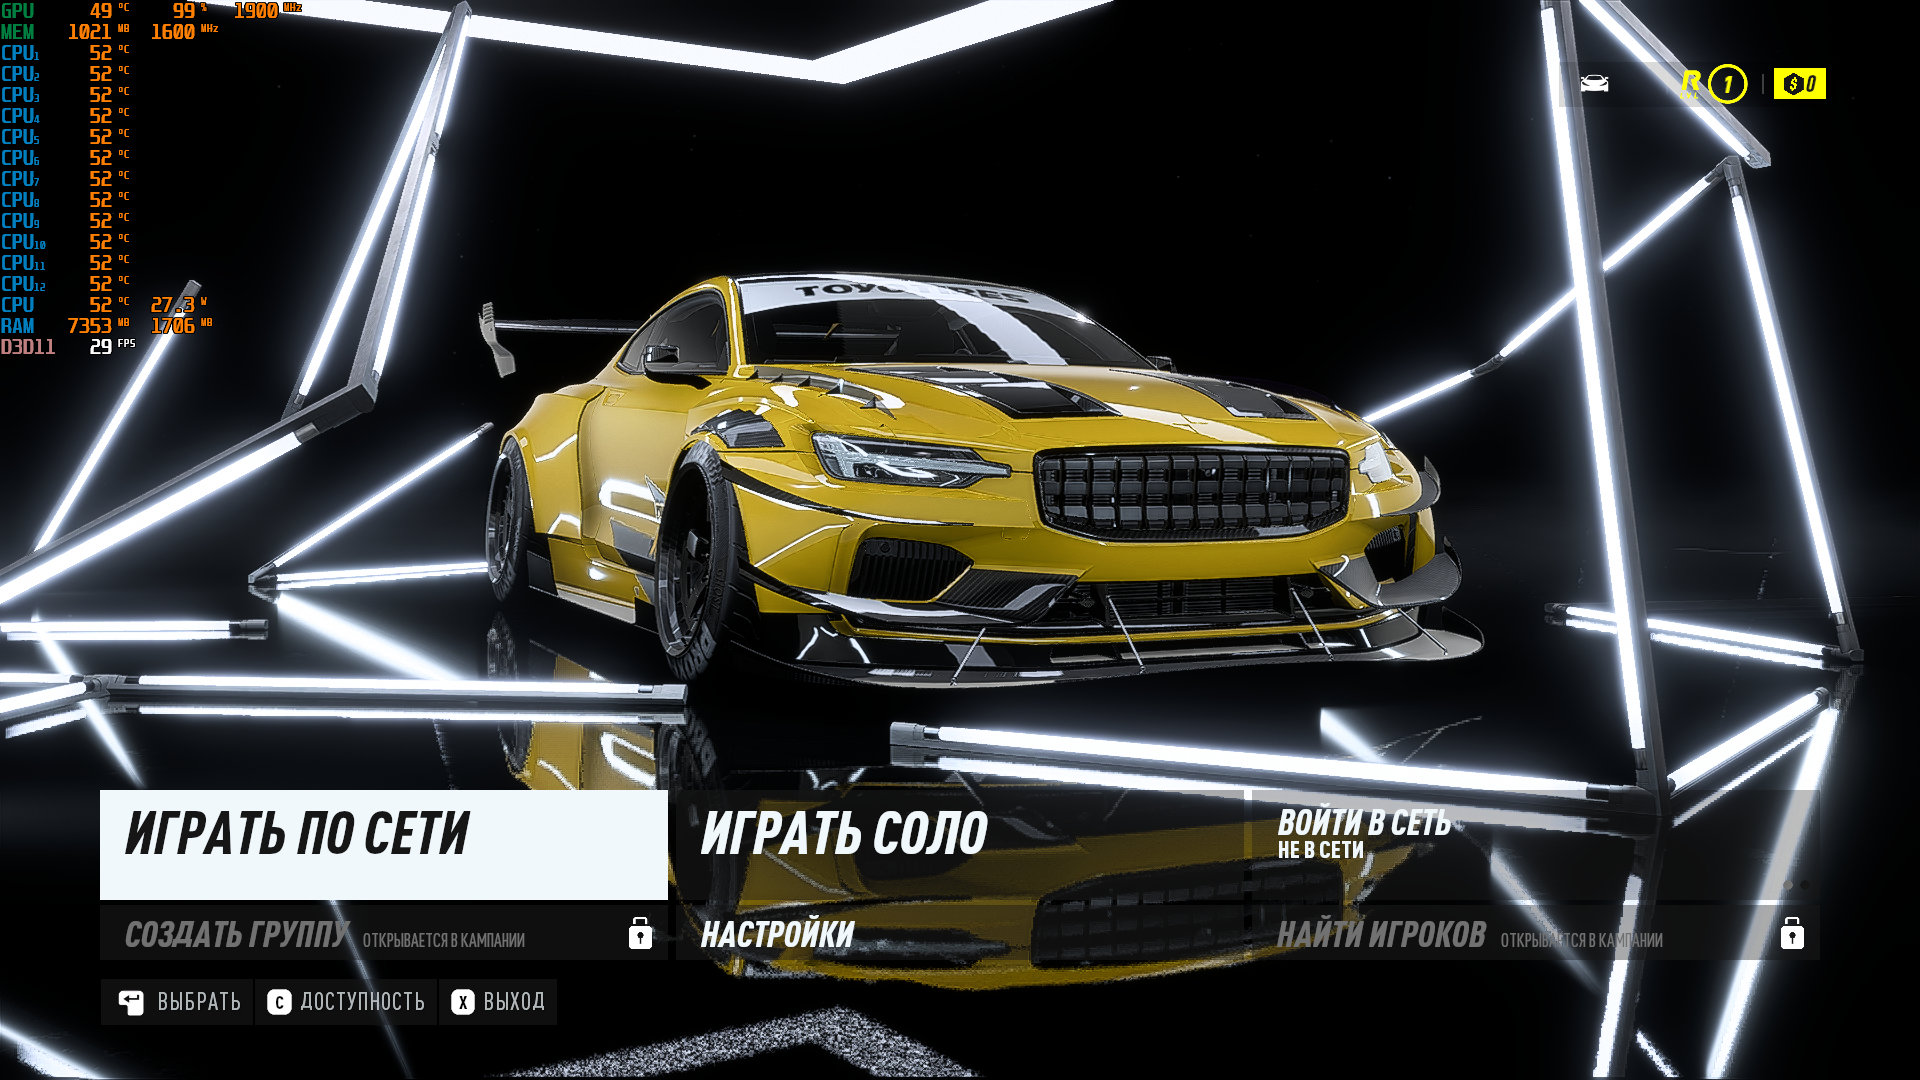 GPU 49 °C 99 % 1900 MHz
MEM 1021 MB 1600 MHz
CPU1 52 °C
CPU2 52 °C
CPU3 52 °C
CPU4 52 °C
CPU5 52 °C
CPU6 52 °C
CPU7 52 °C
CPU8 52 °C
CPU9 52 °C
CPU10 52 °C
CPU11 52 °C
CPU12 52 °C
CPU 52 °C 27.3 W
RAM 7353 MB 1706 MB
D3D11 29 FPS
R 1 | $ 0
ИГРАТЬ ПО СЕТИ
ИГРАТЬ СОЛО
ВОЙТИ В СЕТЬ
НЕ В СЕТИ
СОЗДАТЬ ГРУППУ ОТКРЫВАЕТСЯ В КАМПАНИИ
НАСТРОЙКИ
НАЙТИ ИГРОКОВ ОТКРЫВАЕТСЯ В КАМПАНИИ
ВЫБРАТЬ C ДОСТУПНОСТЬ X ВЫХОД